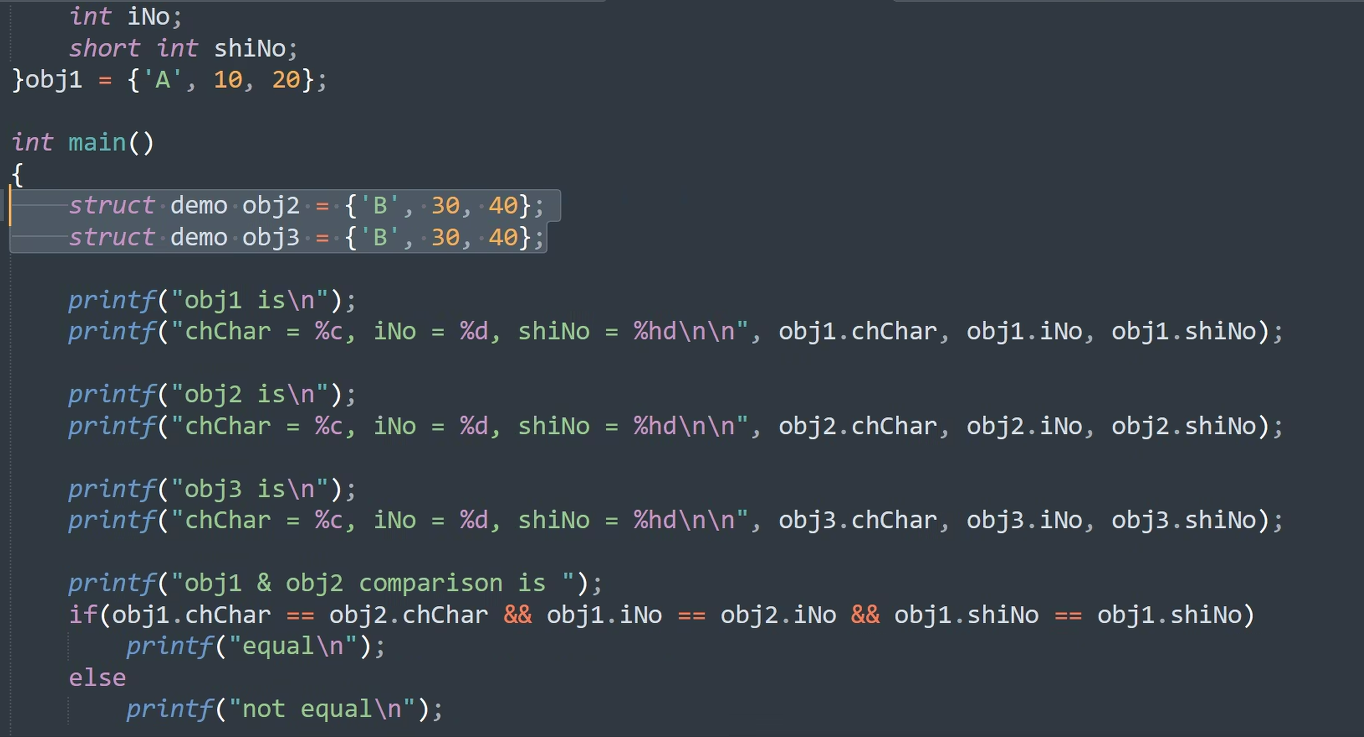 int iNo;
short int shiNo;
}obj1 = {'A', 10, 20};
int main()
{
struct demo obj2 = {'B', 30, 40};
struct demo obj3 = {'B', 30, 40};
printf("obj1 is\n");
printf("chChar = %c, iNo = %d, shiNo = %hd\n\n", obj1.chChar, obj1.iNo, obj1.shiNo);
printf("obj2 is\n");
printf("chChar = %c, iNo = %d, shiNo = %hd\n\n", obj2.chChar, obj2.iNo, obj2.shiNo);
printf("obj3 is\n");
printf("chChar = %c, iNo = %d, shiNo = %hd\n\n", obj3.chChar, obj3.iNo, obj3.shiNo);
printf("obj1 & obj2 comparison is ");
if(obj1.chChar == obj2.chChar && obj1.iNo == obj2.iNo && obj1.shiNo == obj1.shiNo)
printf("equal\n");
else
printf("not equal\n");